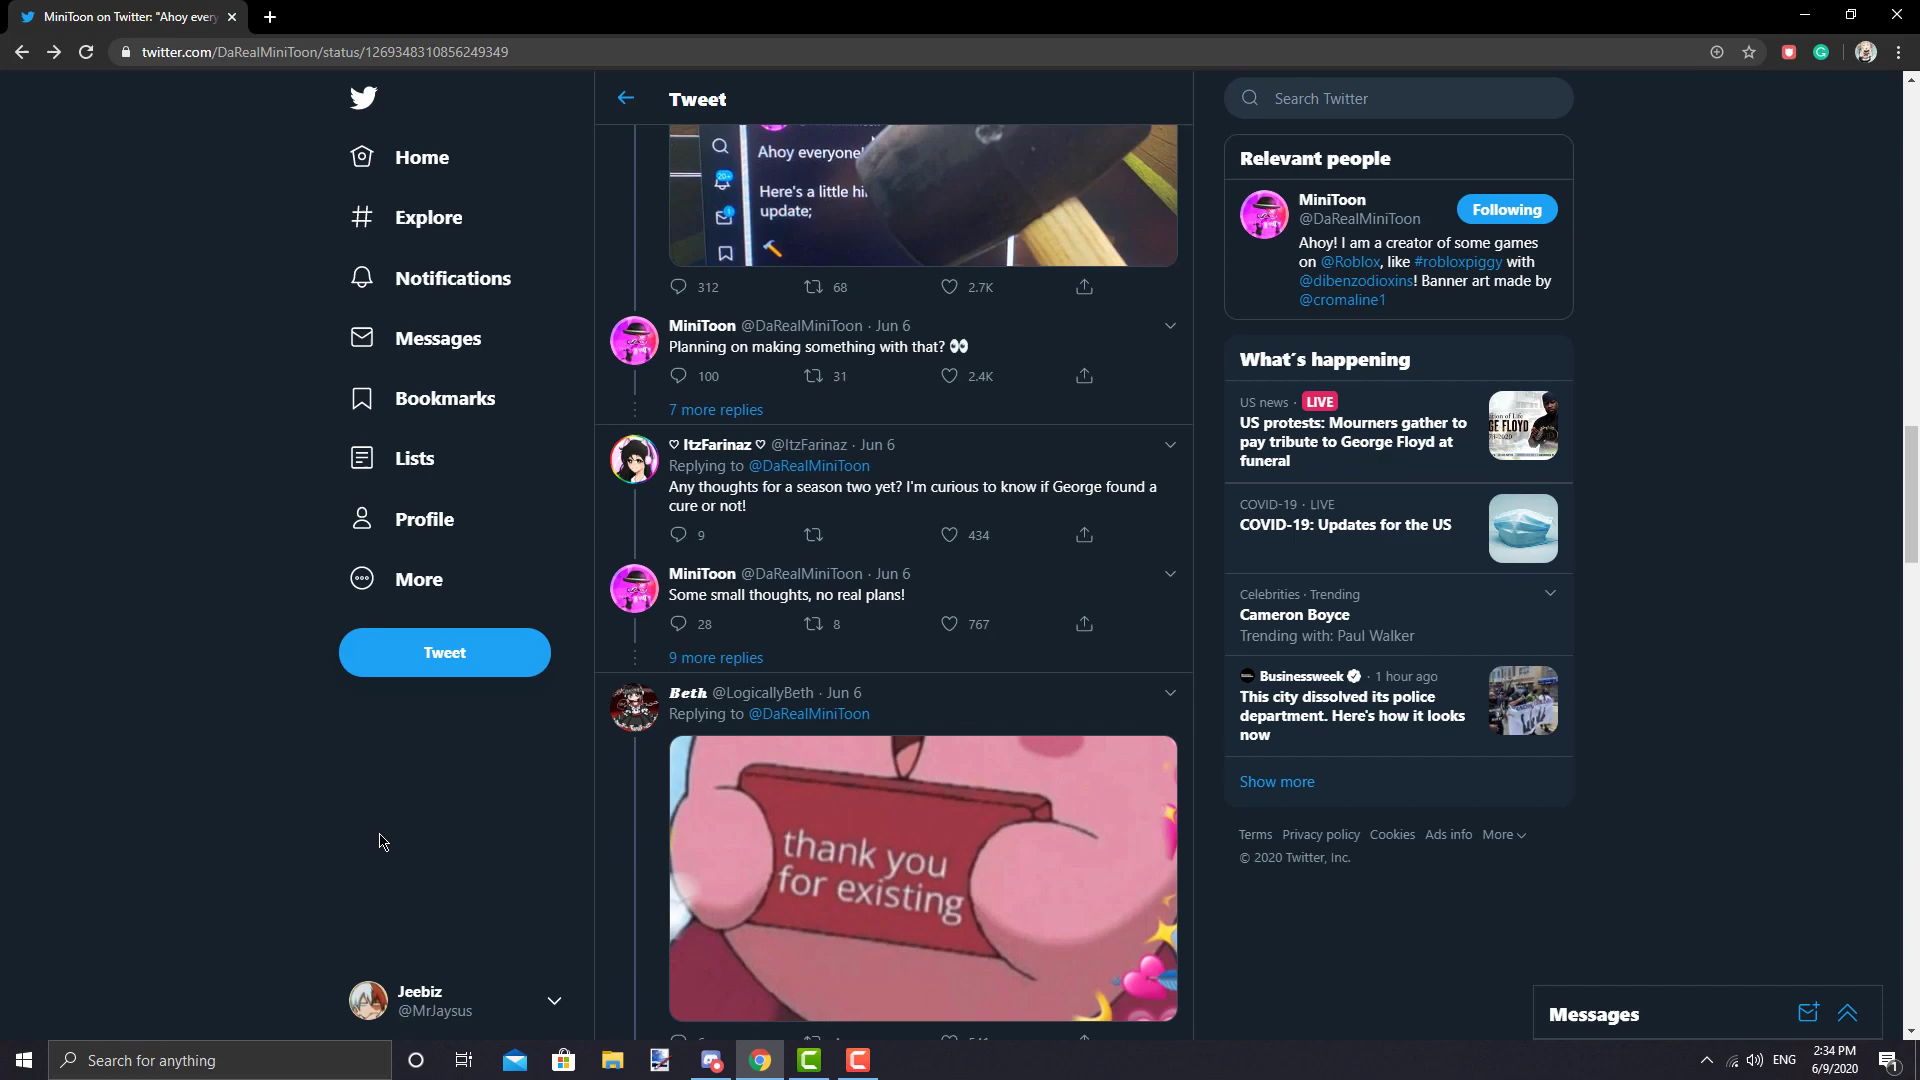 MiniToon on Twitter: "Ahoy every
twitter.com/DaRealMiniToon/status/1269348310856249349
Home
Explore
Notifications
Messages
Bookmarks
Lists
Profile
More
Tweet
Jeebiz
@MrJaysus
Tweet
Ahoy everyone!
Here's a little hi
update;
20+
1
312
68
2.7K
MiniToon @DaRealMiniToon · Jun 6
Planning on making something with that? 👀
100
31
2.4K
7 more replies
♡ ItzFarinaz ♡ @ItzFarinaz · Jun 6
Replying to @DaRealMiniToon
Any thoughts for a season two yet? I'm curious to know if George found a
cure or not!
9
434
MiniToon @DaRealMiniToon · Jun 6
Some small thoughts, no real plans!
28
8
767
9 more replies
Beth @LogicallyBeth · Jun 6
Replying to @DaRealMiniToon
thank you
for existing
Search Twitter
Relevant people
MiniToon
@DaRealMiniToon
Following
Ahoy! I am a creator of some games
on @Roblox, like #robloxpiggy with
@dibenzodioxins! Banner art made by
@cromaline1
What's happening
US news · LIVE
US protests: Mourners gather to
pay tribute to George Floyd at
funeral
COVID-19 · LIVE
COVID-19: Updates for the US
Celebrities · Trending
Cameron Boyce
Trending with: Paul Walker
Businessweek · 1 hour ago
This city dissolved its police
department. Here's how it looks
now
Show more
Terms Privacy policy Cookies Ads info More
© 2020 Twitter, Inc.
Messages
Search for anything
ENG
2:34 PM
6/9/2020
1